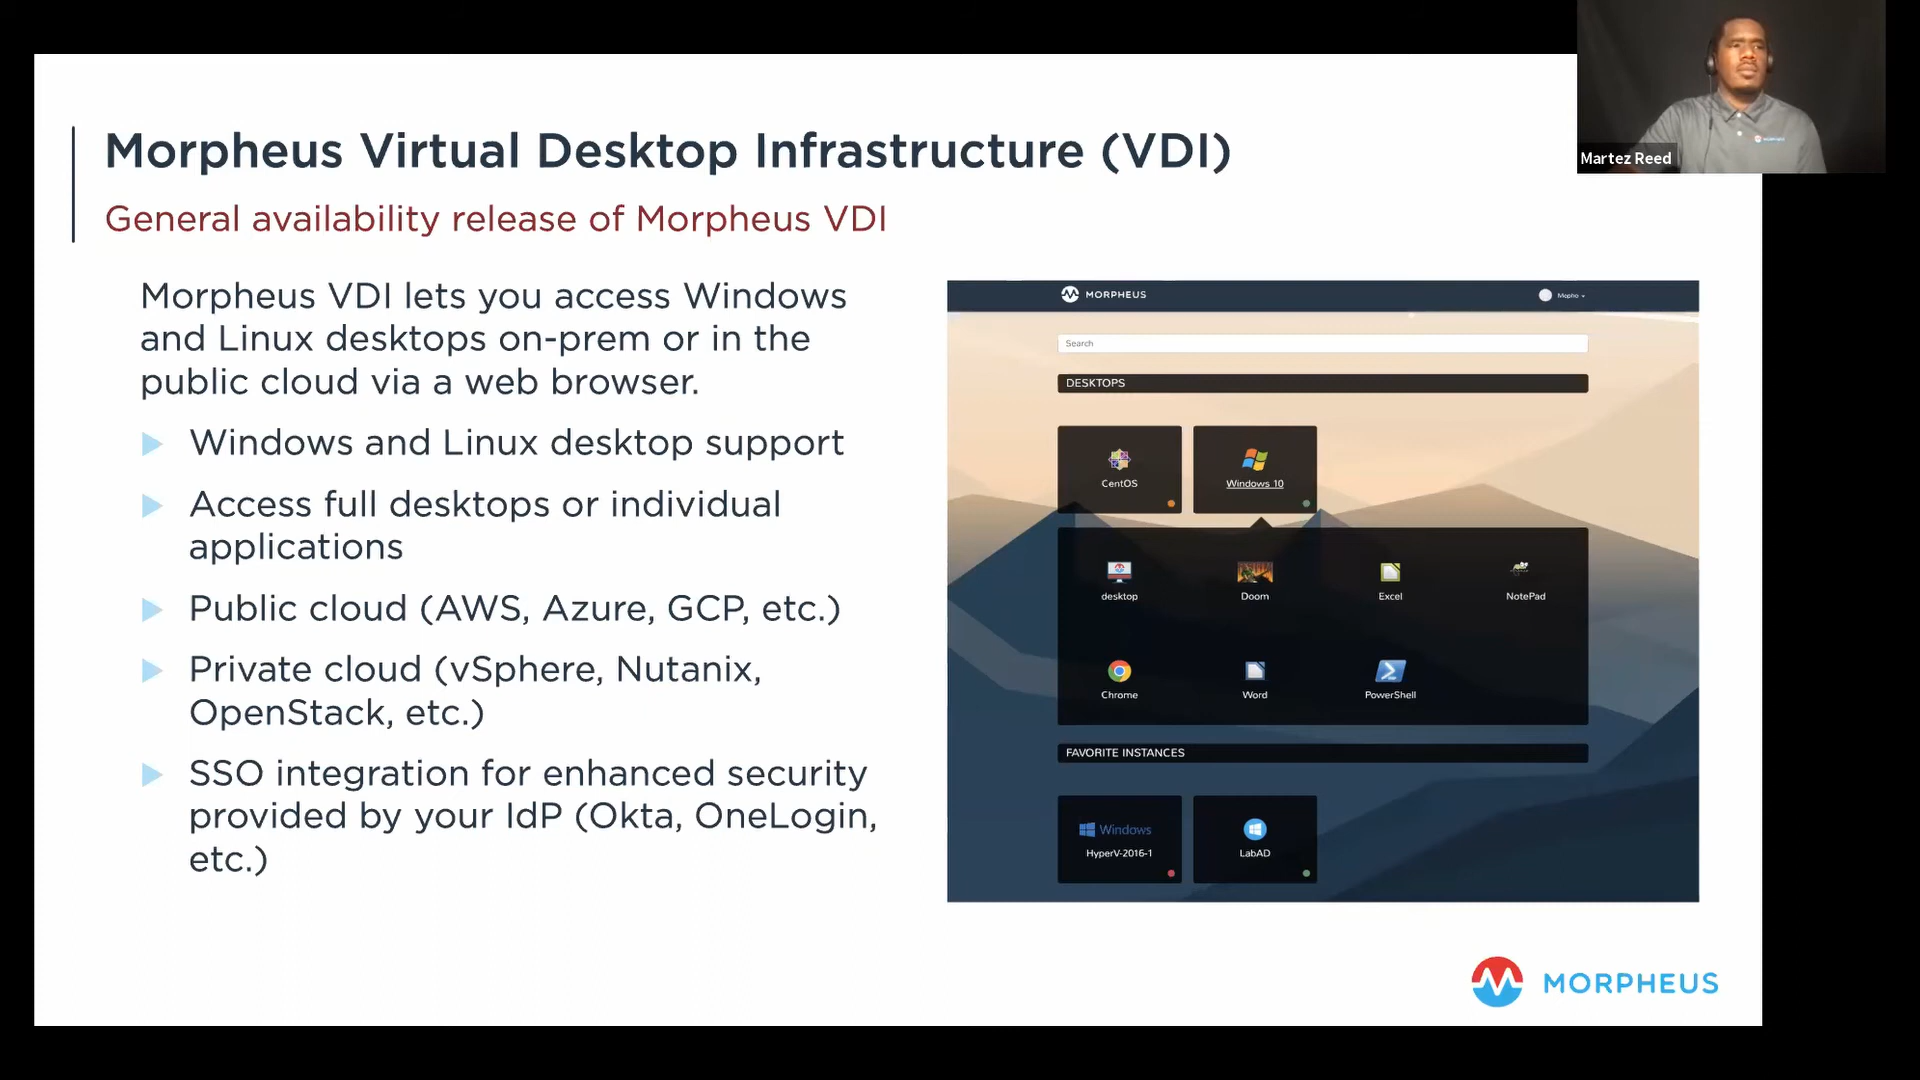 Martez Reed
Morpheus Virtual Desktop Infrastructure (VDI)
General availability release of Morpheus VDI
Morpheus VDI lets you access Windows
and Linux desktops on-prem or in the
public cloud via a web browser.
Windows and Linux desktop support
Access full desktops or individual
applications
Public cloud (AWS, Azure, GCP, etc.)
Private cloud (vSphere, Nutanix,
OpenStack, etc.)
SSO integration for enhanced security
provided by your IdP (Okta, OneLogin,
etc.)
MORPHEUS
Search
DESKTOPS
CentOS
Windows 10
desktop
Doom
Excel
NotePad
Chrome
Word
PowerShell
FAVORITE INSTANCES
Windows
HyperV-2016-1
LabAD
MORPHEUS